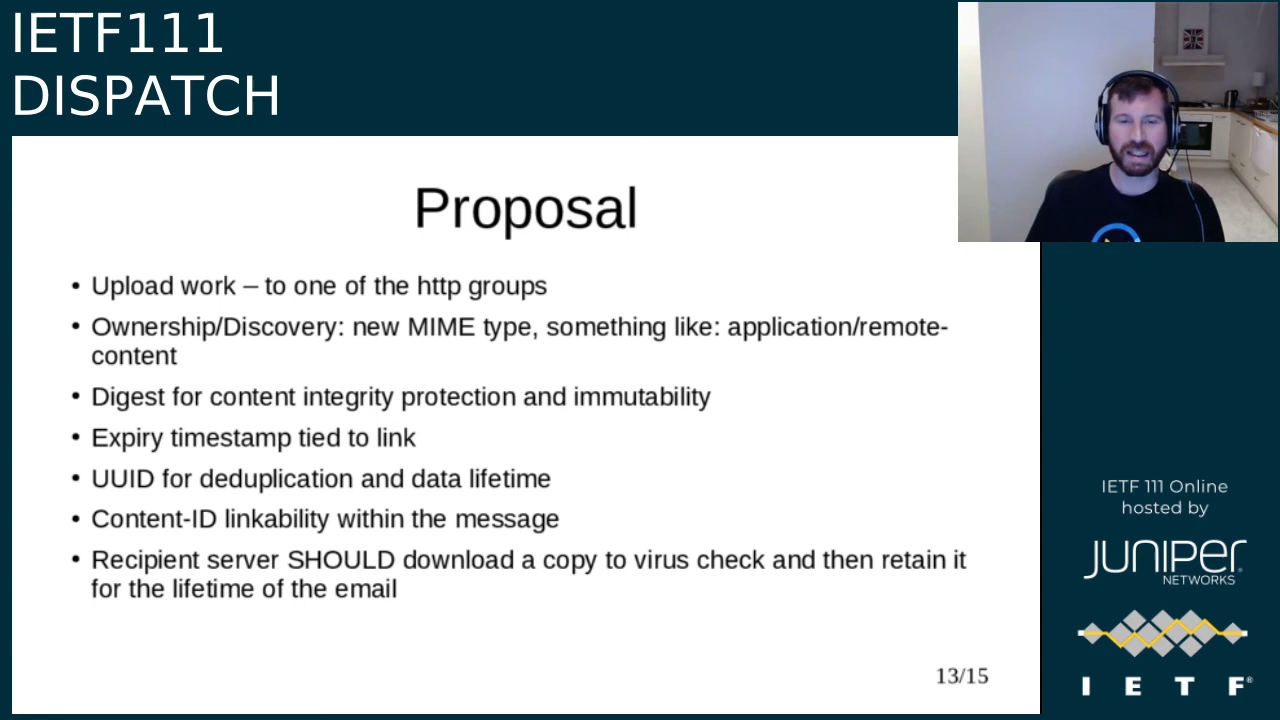 IETF111
DISPATCH
Proposal
• Upload work – to one of the http groups
• Ownership/Discovery: new MIME type, something like: application/remote-
content
• Digest for content integrity protection and immutability
• Expiry timestamp tied to link
• UUID for deduplication and data lifetime
• Content-ID linkability within the message
• Recipient server SHOULD download a copy to virus check and then retain it
for the lifetime of the email
13/15
IETF 111 Online
hosted by
JUNIPER
NETWORKS
I E T F®